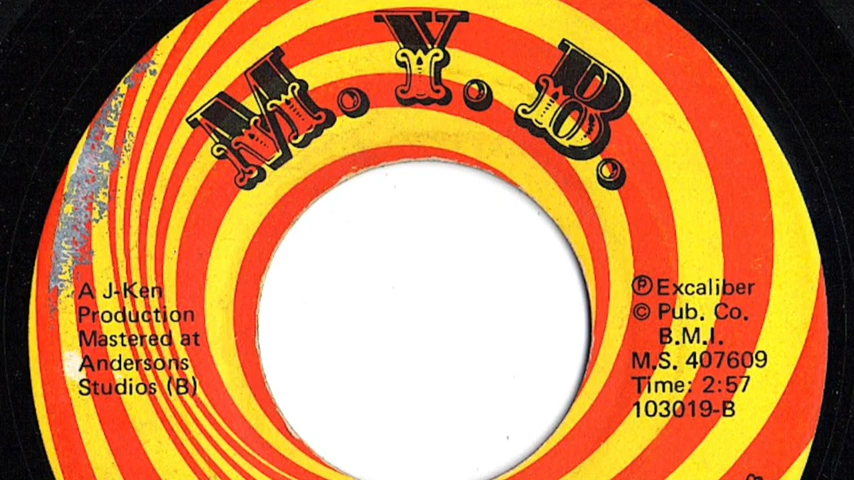 M.Y.B.
A J-Ken
Production
Mastered at
Andersons
Studios (B)
Ⓟ Excaliber
© Pub. Co.
B.M.I.
M.S. 407609
Time: 2:57
103019-B